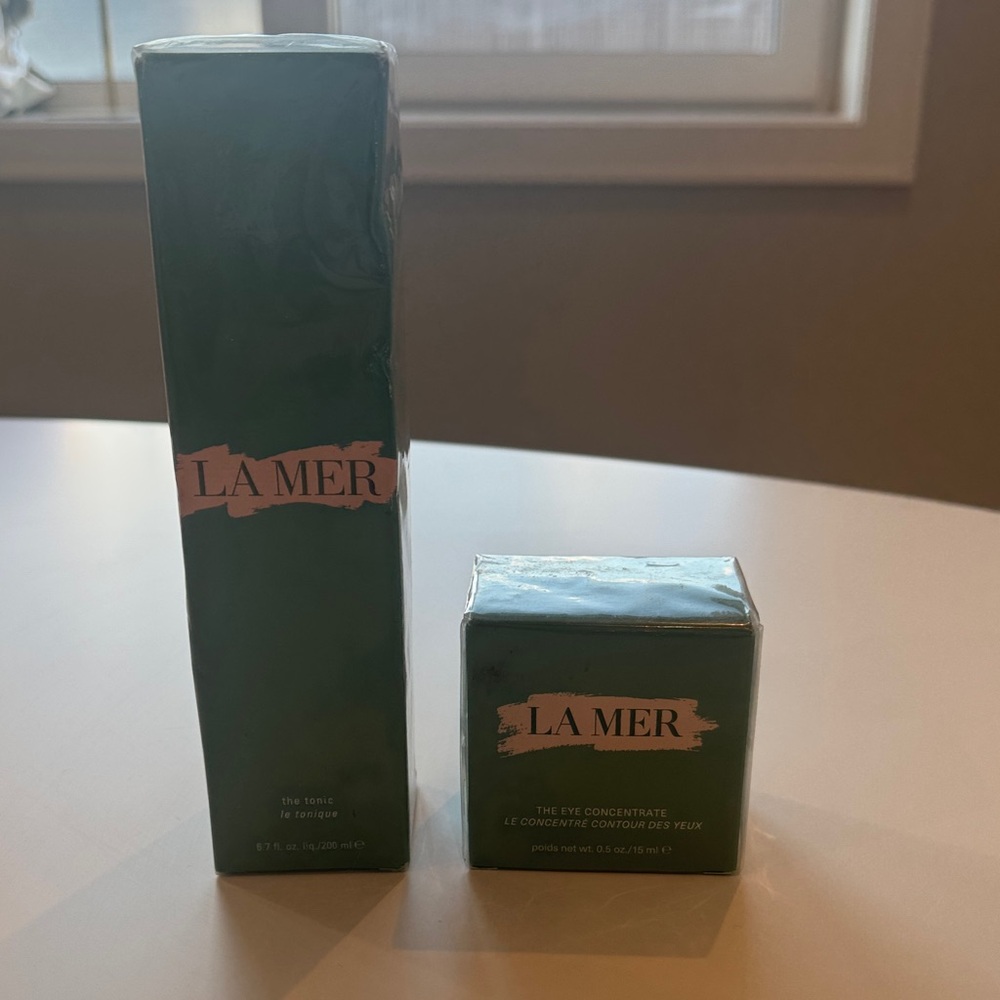 LA MER
the tonic
le tonique
6.7 fl. oz. liq./200 ml ℮
LA MER
THE EYE CONCENTRATE
LE CONCENTRÉ CONTOUR DES YEUX
poids net wt. 0.5 oz./15 ml ℮